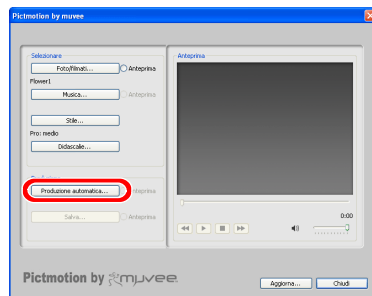 Pictmotion by muvee
Selezionare
Foto/filmati...
Anteprima
Flower1
Musica...
Anteprima
Stile...
Pro: medio
Didascalie...
Produzione automatica...
Anteprima
Salva...
Anteprima
Anteprima
0:00
Pictmotion by muvee
Aggiorna...
Chiudi